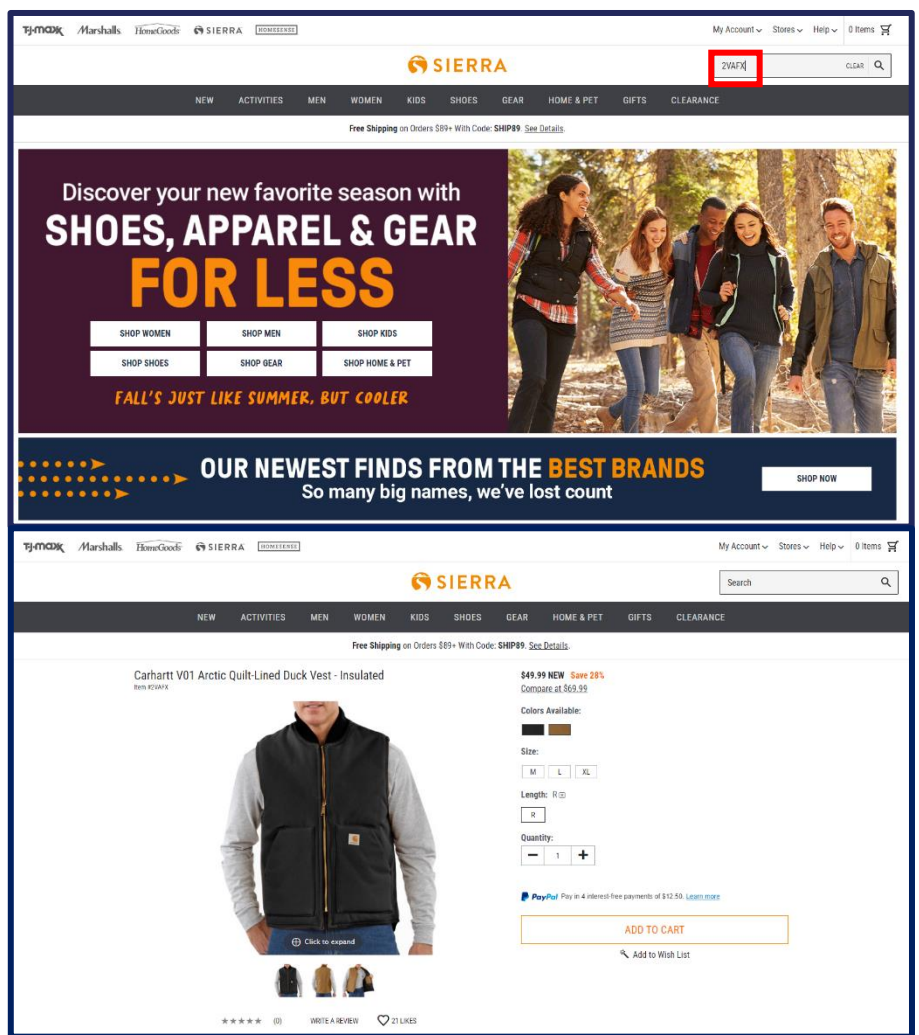 TJ-maxx Marshalls HomeGoods SIERRA HOMESENSE My Account Stores Help 0 Items
SIERRA
2VAFX CLEAR
NEW ACTIVITIES MEN WOMEN KIDS SHOES GEAR HOME & PET GIFTS CLEARANCE
Free Shipping on Orders $89+ With Code: SHIP89. See Details.
Discover your new favorite season with
SHOES, APPAREL & GEAR
FOR LESS
SHOP WOMEN SHOP MEN SHOP KIDS
SHOP SHOES SHOP GEAR SHOP HOME & PET
FALL'S JUST LIKE SUMMER, BUT COOLER
OUR NEWEST FINDS FROM THE BEST BRANDS
So many big names, we've lost count
SHOP NOW
TJ-maxx Marshalls HomeGoods SIERRA HOMESENSE My Account Stores Help 0 Items
SIERRA
Search
NEW ACTIVITIES MEN WOMEN KIDS SHOES GEAR HOME & PET GIFTS CLEARANCE
Free Shipping on Orders $89+ With Code: SHIP89. See Details.
Carhartt V01 Arctic Quilt-Lined Duck Vest - Insulated
Item #2VAFX
Click to expand
(0) WRITE A REVIEW 21 LIKES
$49.99 NEW Save 28%
Compare at $69.99
Colors Available:
Size:
M L XL
Length: R
R
Quantity:
1
PayPal Pay in 4 interest-free payments of $12.50. Learn more
ADD TO CART
Add to Wish List